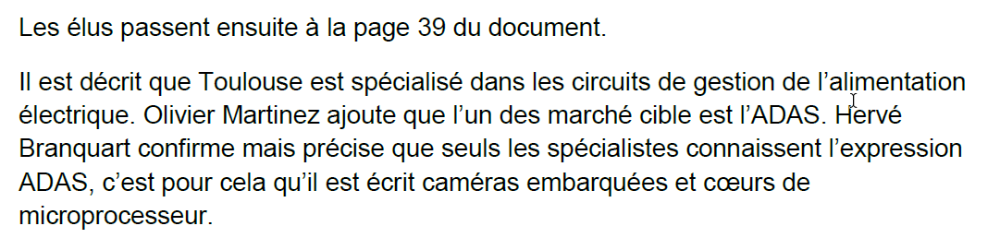 Les élus passent ensuite à la page 39 du document.
Il est décrit que Toulouse est spécialisé dans les circuits de gestion de l’alimentation
électrique. Olivier Martinez ajoute que l’un des marché cible est l’ADAS. Hervé
Branquart confirme mais précise que seuls les spécialistes connaissent l’expression
ADAS, c’est pour cela qu’il est écrit caméras embarquées et cœurs de
microprocesseur.